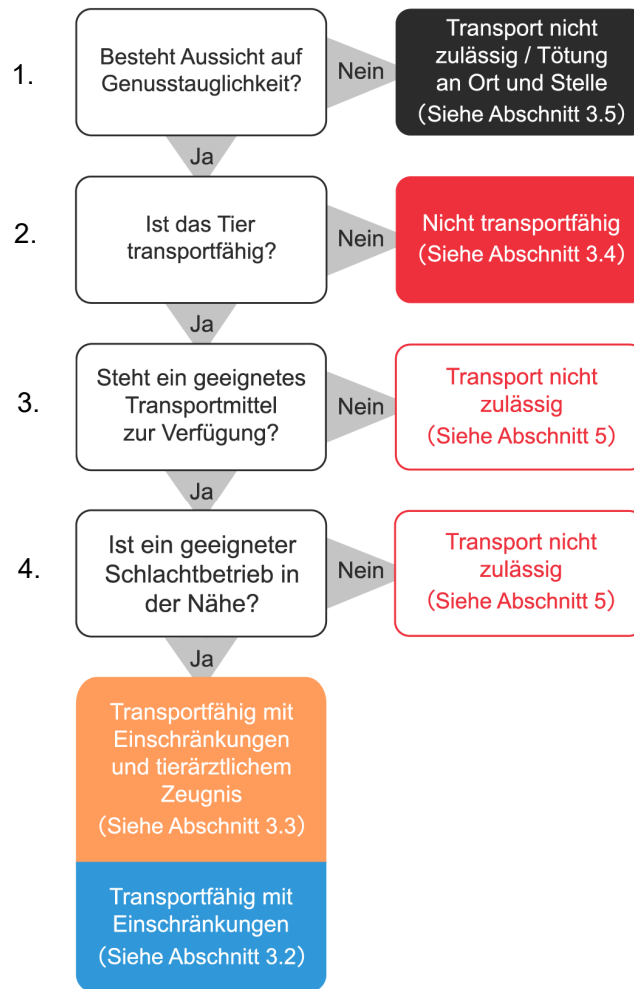 1.
Besteht Aussicht auf
Genusstauglichkeit?
Nein
Transport nicht
zulässig / Tötung
an Ort und Stelle
(Siehe Abschnitt 3.5)
Ja
2.
Ist das Tier
transportfähig?
Nein
Nicht transportfähig
(Siehe Abschnitt 3.4)
Ja
3.
Steht ein geeignetes
Transportmittel
zur Verfügung?
Nein
Transport nicht
zulässig
(Siehe Abschnitt 5)
Ja
4.
Ist ein geeigneter
Schlachtbetrieb in
der Nähe?
Nein
Transport nicht
zulässig
(Siehe Abschnitt 5)
Ja
Transportfähig mit
Einschränkungen
und tierärztlichem
Zeugnis
(Siehe Abschnitt 3.3)
Transportfähig mit
Einschränkungen
(Siehe Abschnitt 3.2)